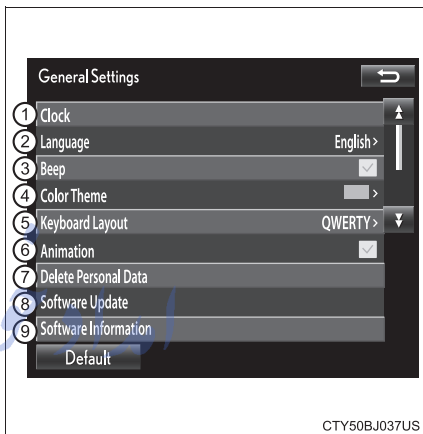 General Settings
1 Clock
2 Language English >
3 Beep
4 Color Theme >
5 Keyboard Layout QWERTY >
6 Animation
7 Delete Personal Data
8 Software Update
9 Software Information
Default
CTY50BJ037US